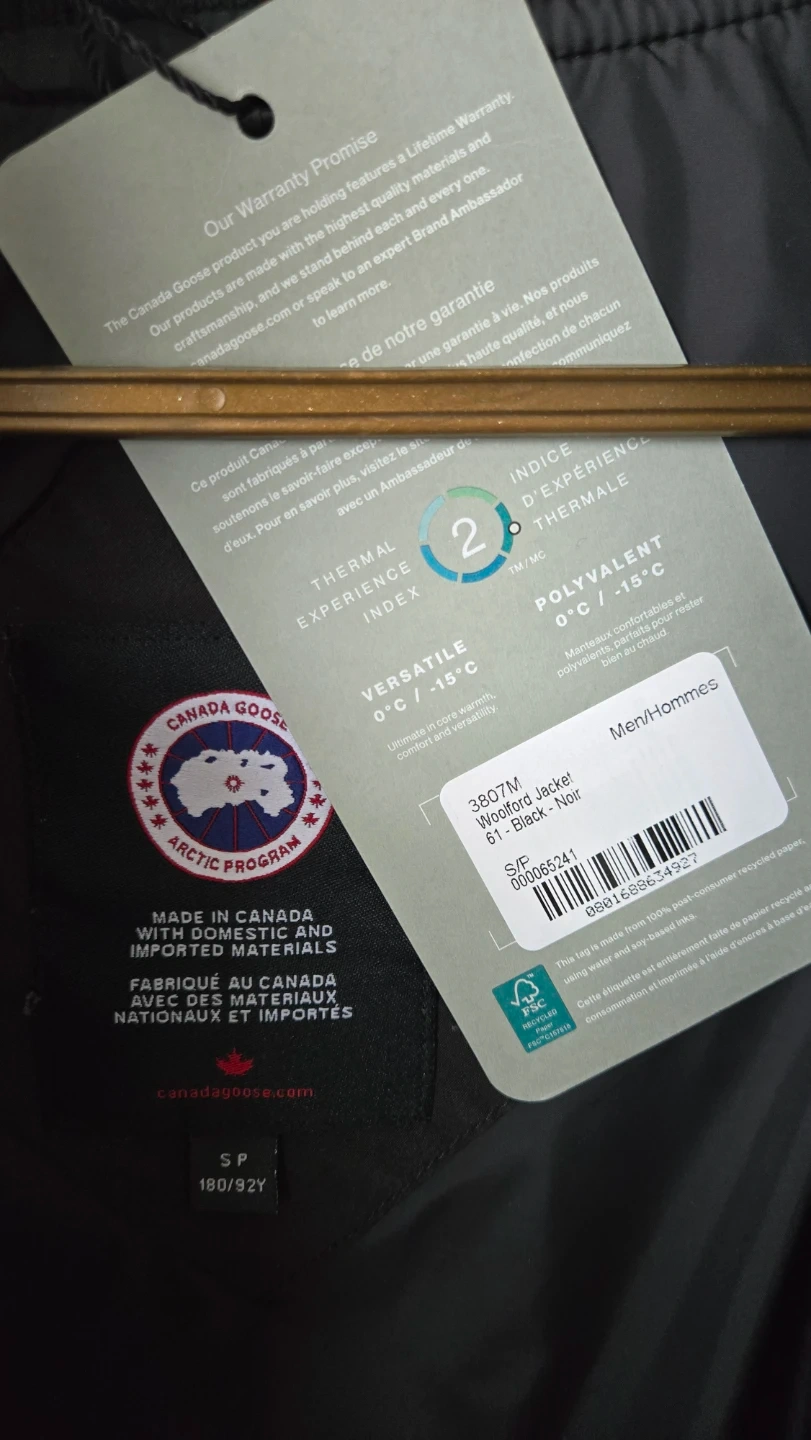 Our Warranty Promise
The Canada Goose product you are holding features a Lifetime Warranty.
Our products are made with the highest quality materials and
craftsmanship, and we stand behind each and every one.
canadagoose.com or speak to an expert Brand Ambassador
to learn more.
de notre garantie
une garantie à vie. Nos produits
haute qualité, et nous
confection de chacun
communiquez
Ce produit
sont fabriqués à
soutenons le savoir-faire
d'eux. Pour en savoir plus, visitez le
avec un Ambassadeur
THERMAL
EXPERIENCE
INDEX
2
TM/MC
INDICE
D'EXPÉRIENCE
THERMALE
VERSATILE
0°C / -15°C
Ultimate in core warmth,
comfort and versatility.
POLYVALENT
0°C / -15°C
Manteaux confortables et
polyvalents, parfaits pour rester
bien au chaud.
Men/Hommes
3807M
Woolford Jacket
61 - Black - Noir
S/P
000065241
0801688634927
This tag is made from 100% post-consumer recycled paper,
using water and soy-based inks.
Cette étiquette est entièrement faite de papier recyclé
consommation et imprimée à l'aide d'encres à base
FSC
RECYCLED
Paper
FSC™ C157818
CANADA GOOSE
ARCTIC PROGRAM
MADE IN CANADA
WITH DOMESTIC AND
IMPORTED MATERIALS
FABRIQUÉ AU CANADA
AVEC DES MATERIAUX
NATIONAUX ET IMPORTÉS
canadagoose.com
S P
180/92Y